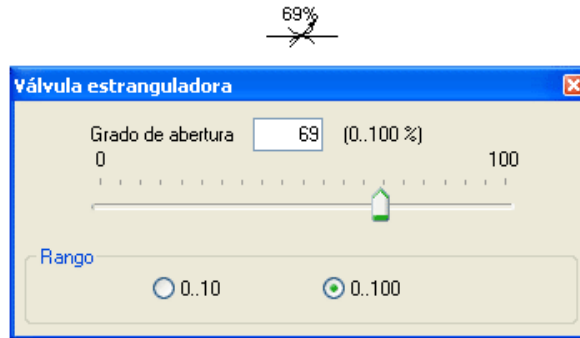 69%
Válvula estranguladora
Grado de abertura 69 (0..100 %)
0 100
Rango
0..10 0..100